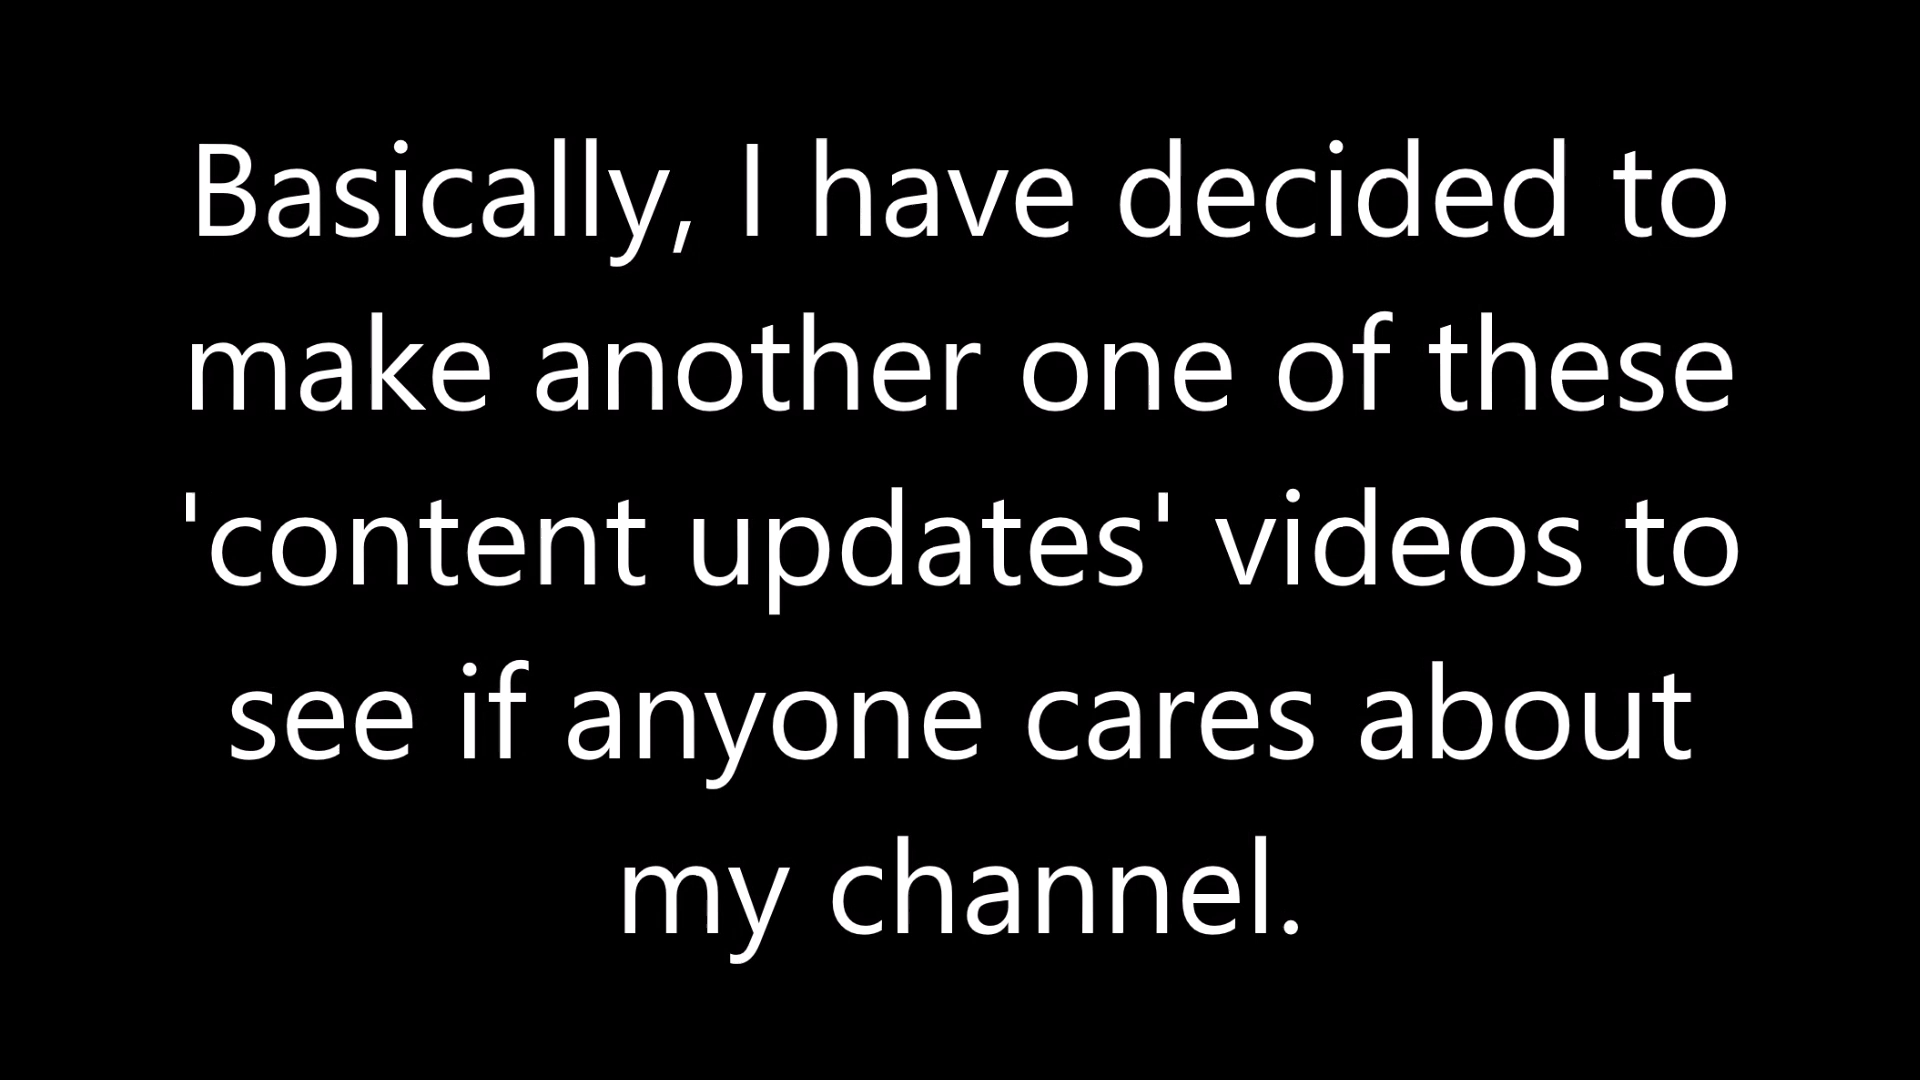 Basically, I have decided to
make another one of these
'content updates' videos to
see if anyone cares about
my channel.